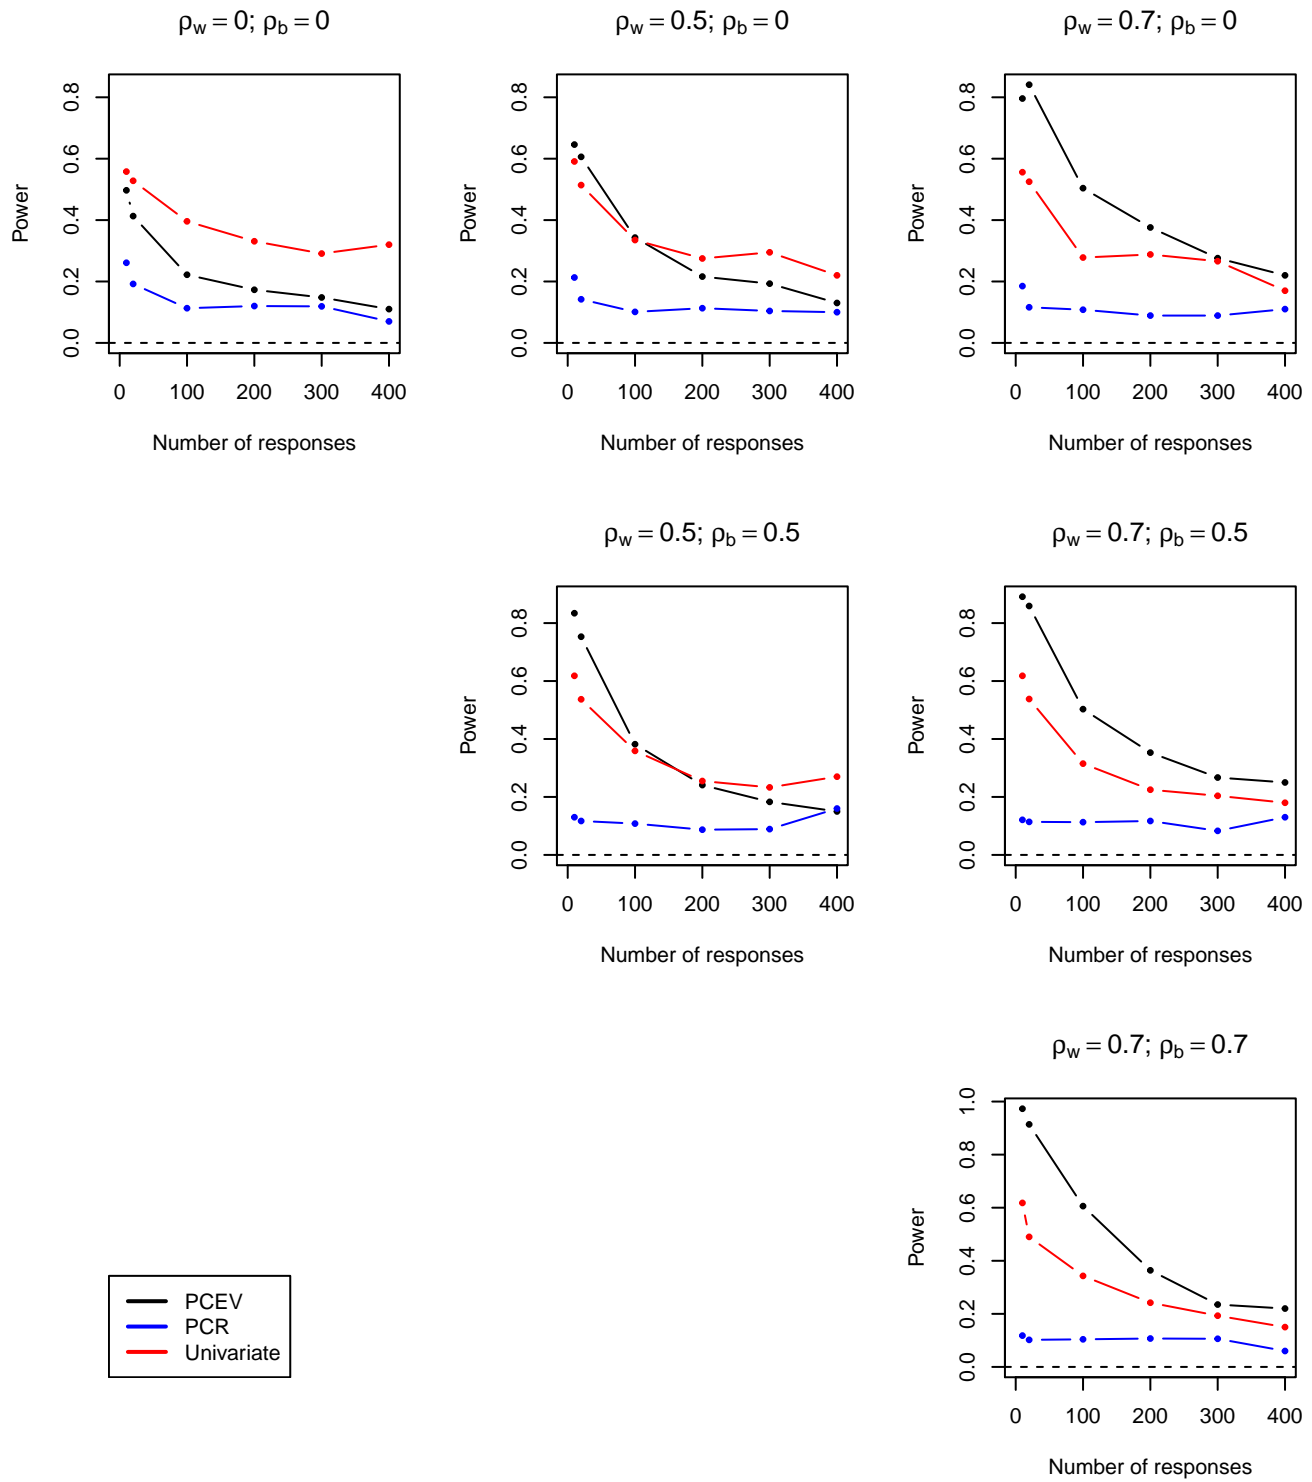 ρw = 0; ρb = 0
Power
0.0 0.2 0.4 0.6 0.8
0 100 200 300 400
Number of responses
ρw = 0.5; ρb = 0
Power
0.0 0.2 0.4 0.6 0.8
0 100 200 300 400
Number of responses
ρw = 0.7; ρb = 0
Power
0.0 0.2 0.4 0.6 0.8
0 100 200 300 400
Number of responses
ρw = 0.5; ρb = 0.5
Power
0.0 0.2 0.4 0.6 0.8
0 100 200 300 400
Number of responses
ρw = 0.7; ρb = 0.5
Power
0.0 0.2 0.4 0.6 0.8
0 100 200 300 400
Number of responses
ρw = 0.7; ρb = 0.7
Power
0.0 0.2 0.4 0.6 0.8 1.0
0 100 200 300 400
Number of responses
PCEV
PCR
Univariate